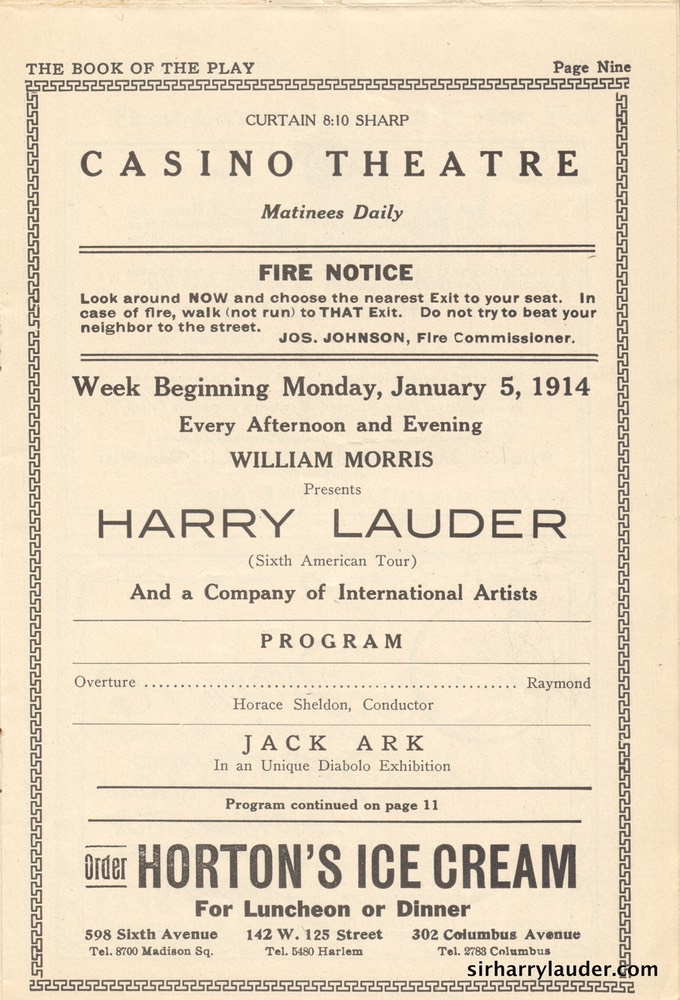 THE BOOK OF THE PLAY Page Nine
CURTAIN 8:10 SHARP
CASINO THEATRE
Matinees Daily
FIRE NOTICE
Look around NOW and choose the nearest Exit to your seat. In
case of fire, walk (not run) to THAT Exit. Do not try to beat your
neighbor to the street.
JOS. JOHNSON, Fire Commissioner.
Week Beginning Monday, January 5, 1914
Every Afternoon and Evening
WILLIAM MORRIS
Presents
HARRY LAUDER
(Sixth American Tour)
And a Company of International Artists
PROGRAM
Overture .................................................. Raymond
Horace Sheldon, Conductor
JACK ARK
In an Unique Diabolo Exhibition
Program continued on page 11
Order HORTON'S ICE CREAM
For Luncheon or Dinner
598 Sixth Avenue 142 W. 125 Street 302 Columbus Avenue
Tel. 8700 Madison Sq. Tel. 5480 Harlem Tel. 2783 Columbus
sirharrylauder.com